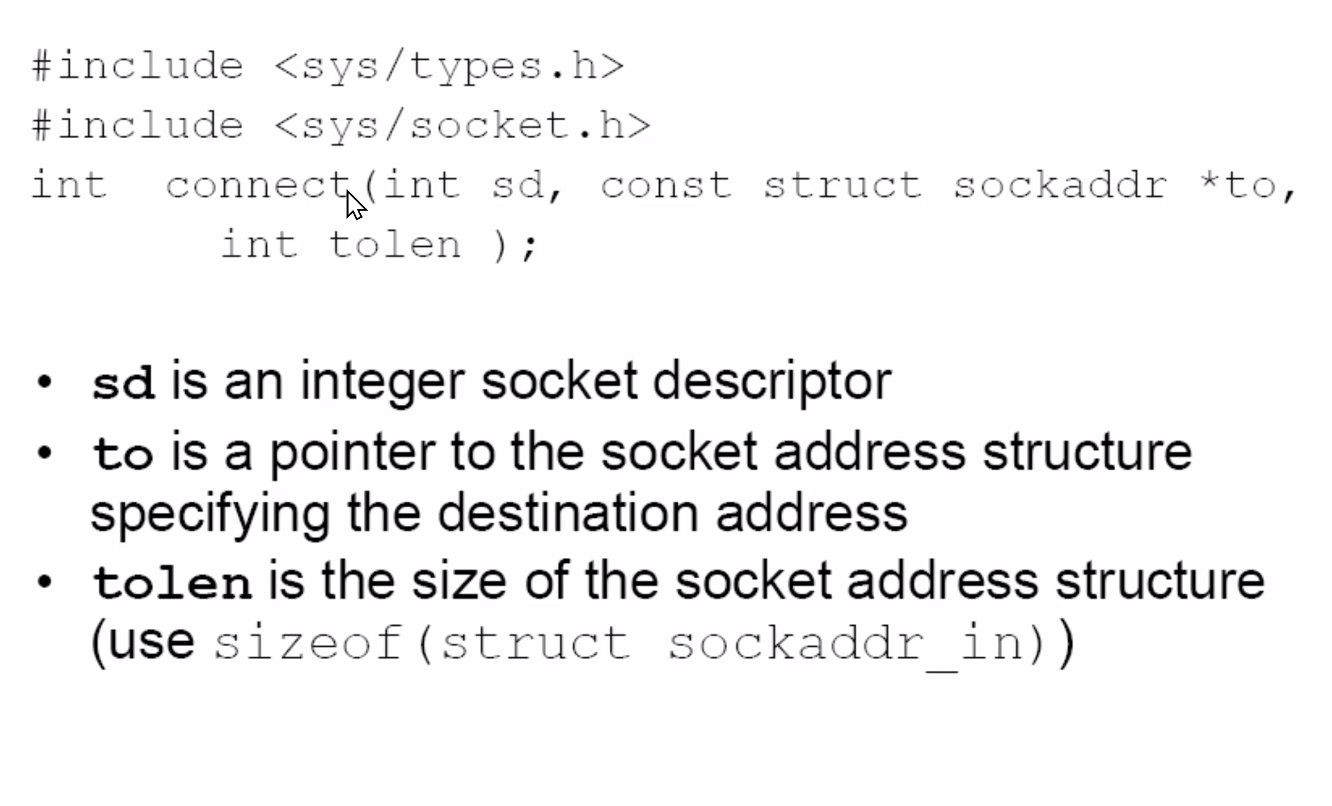 #include <sys/types.h>
#include <sys/socket.h>
int connect(int sd, const struct sockaddr *to,
int tolen );
• sd is an integer socket descriptor
• to is a pointer to the socket address structure
specifying the destination address
• tolen is the size of the socket address structure
(use sizeof(struct sockaddr_in))